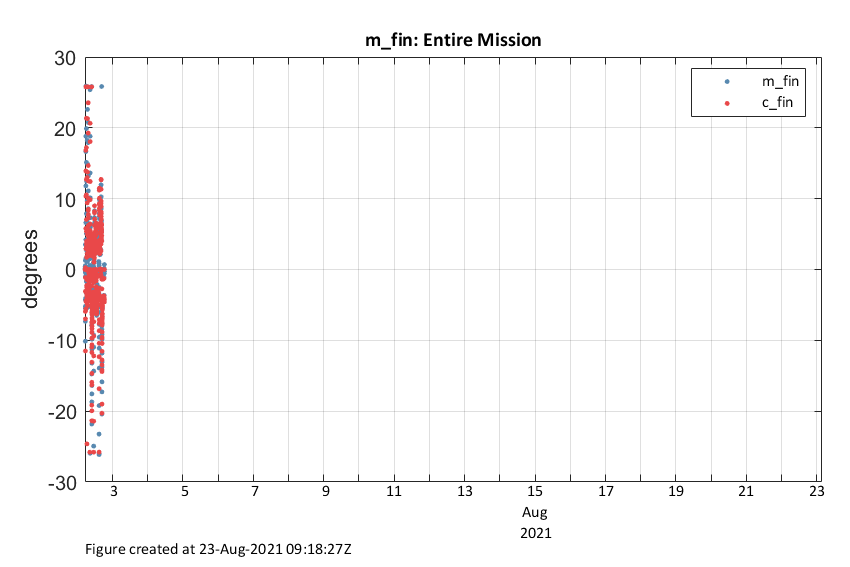 m_fin: Entire Mission
m_fin
c_fin
30
20
10
0
-10
-20
-30
degrees
3 5 7 9 11 13 15 17 19 21 23
Aug
2021
Figure created at 23-Aug-2021 09:18:27Z